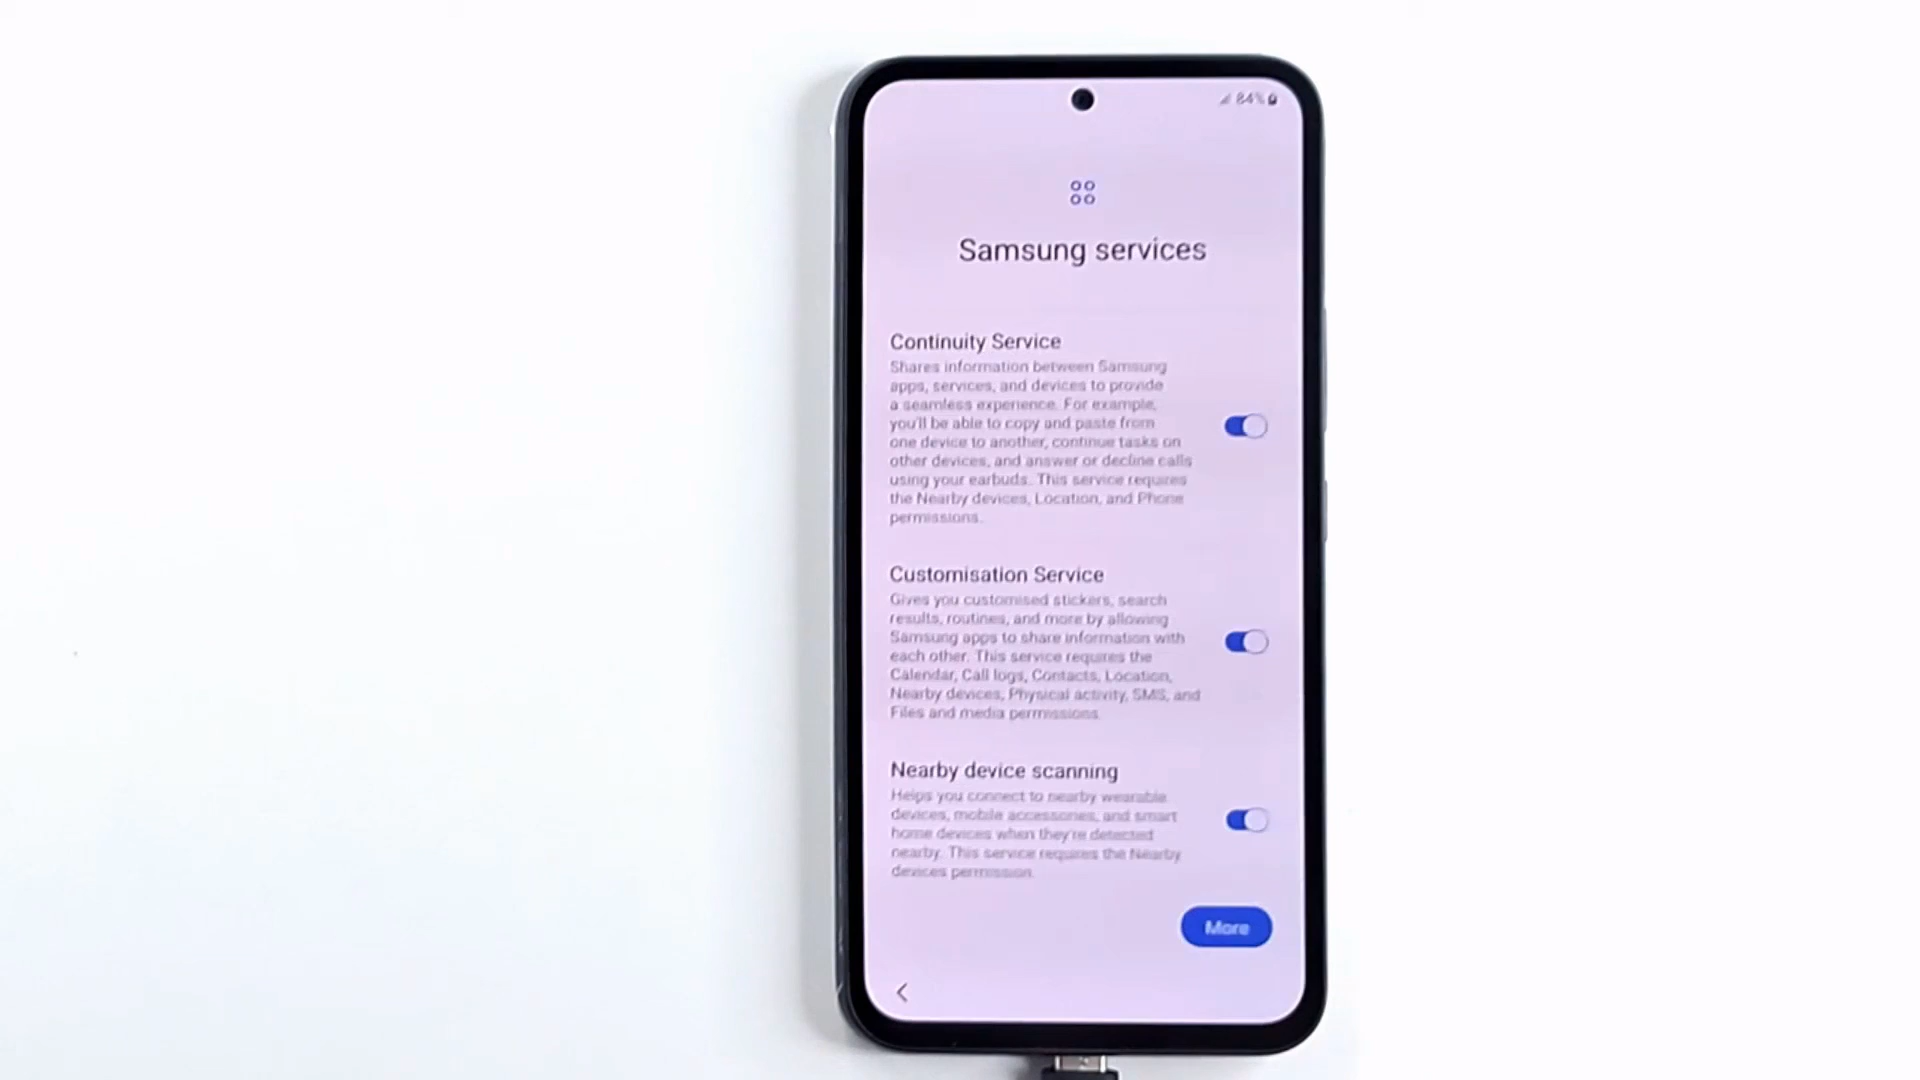 84%
Samsung services
Continuity Service
Shares information between Samsung
apps, services, and devices to provide
a seamless experience. For example,
you'll be able to copy and paste from
one device to another, continue tasks on
other devices, and answer or decline calls
using your earbuds. This service requires
the Nearby devices, Location, and Phone
permissions.
Customisation Service
Gives you customised stickers, search
results, routines, and more by allowing
Samsung apps to share information with
each other. This service requires the
Calendar, Call logs, Contacts, Location,
Nearby devices, Physical activity, SMS, and
Files and media permissions.
Nearby device scanning
Helps you connect to nearby wearable
devices, mobile accessories, and smart
home devices when they're detected
nearby. This service requires the Nearby
devices permission.
More